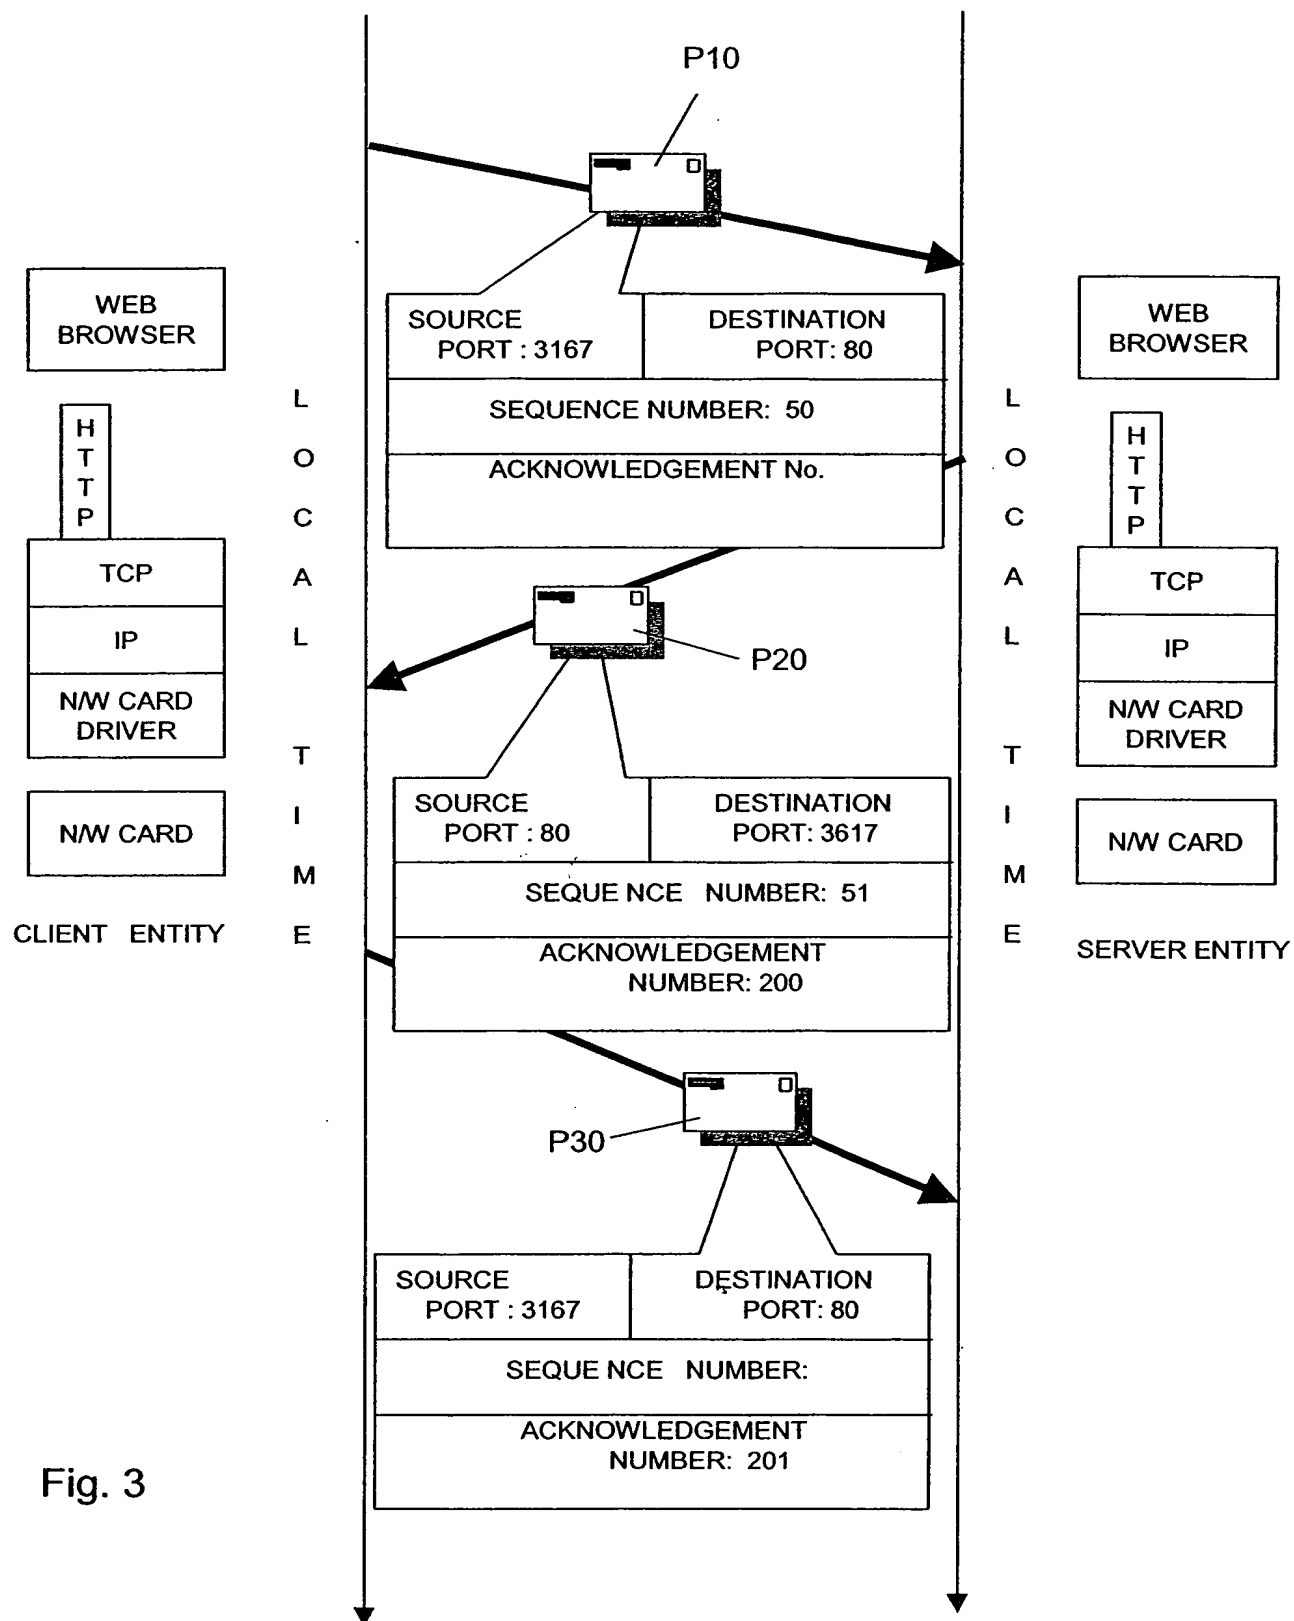 P10
WEB
BROWSER
H
T
T
P
TCP
IP
N/W CARD
DRIVER
N/W CARD
CLIENT ENTITY
L
O
C
A
L
T
I
M
E
SOURCE
PORT : 3167
DESTINATION
PORT: 80
SEQUENCE NUMBER: 50
ACKNOWLEDGEMENT No.
P20
SOURCE
PORT : 80
DESTINATION
PORT: 3617
SEQUE NCE NUMBER: 51
ACKNOWLEDGEMENT
NUMBER: 200
P30
SOURCE
PORT : 3167
DESTINATION
PORT: 80
SEQUE NCE NUMBER:
ACKNOWLEDGEMENT
NUMBER: 201
L
O
C
A
L
T
I
M
E
WEB
BROWSER
H
T
T
P
TCP
IP
N/W CARD
DRIVER
N/W CARD
SERVER ENTITY
Fig. 3